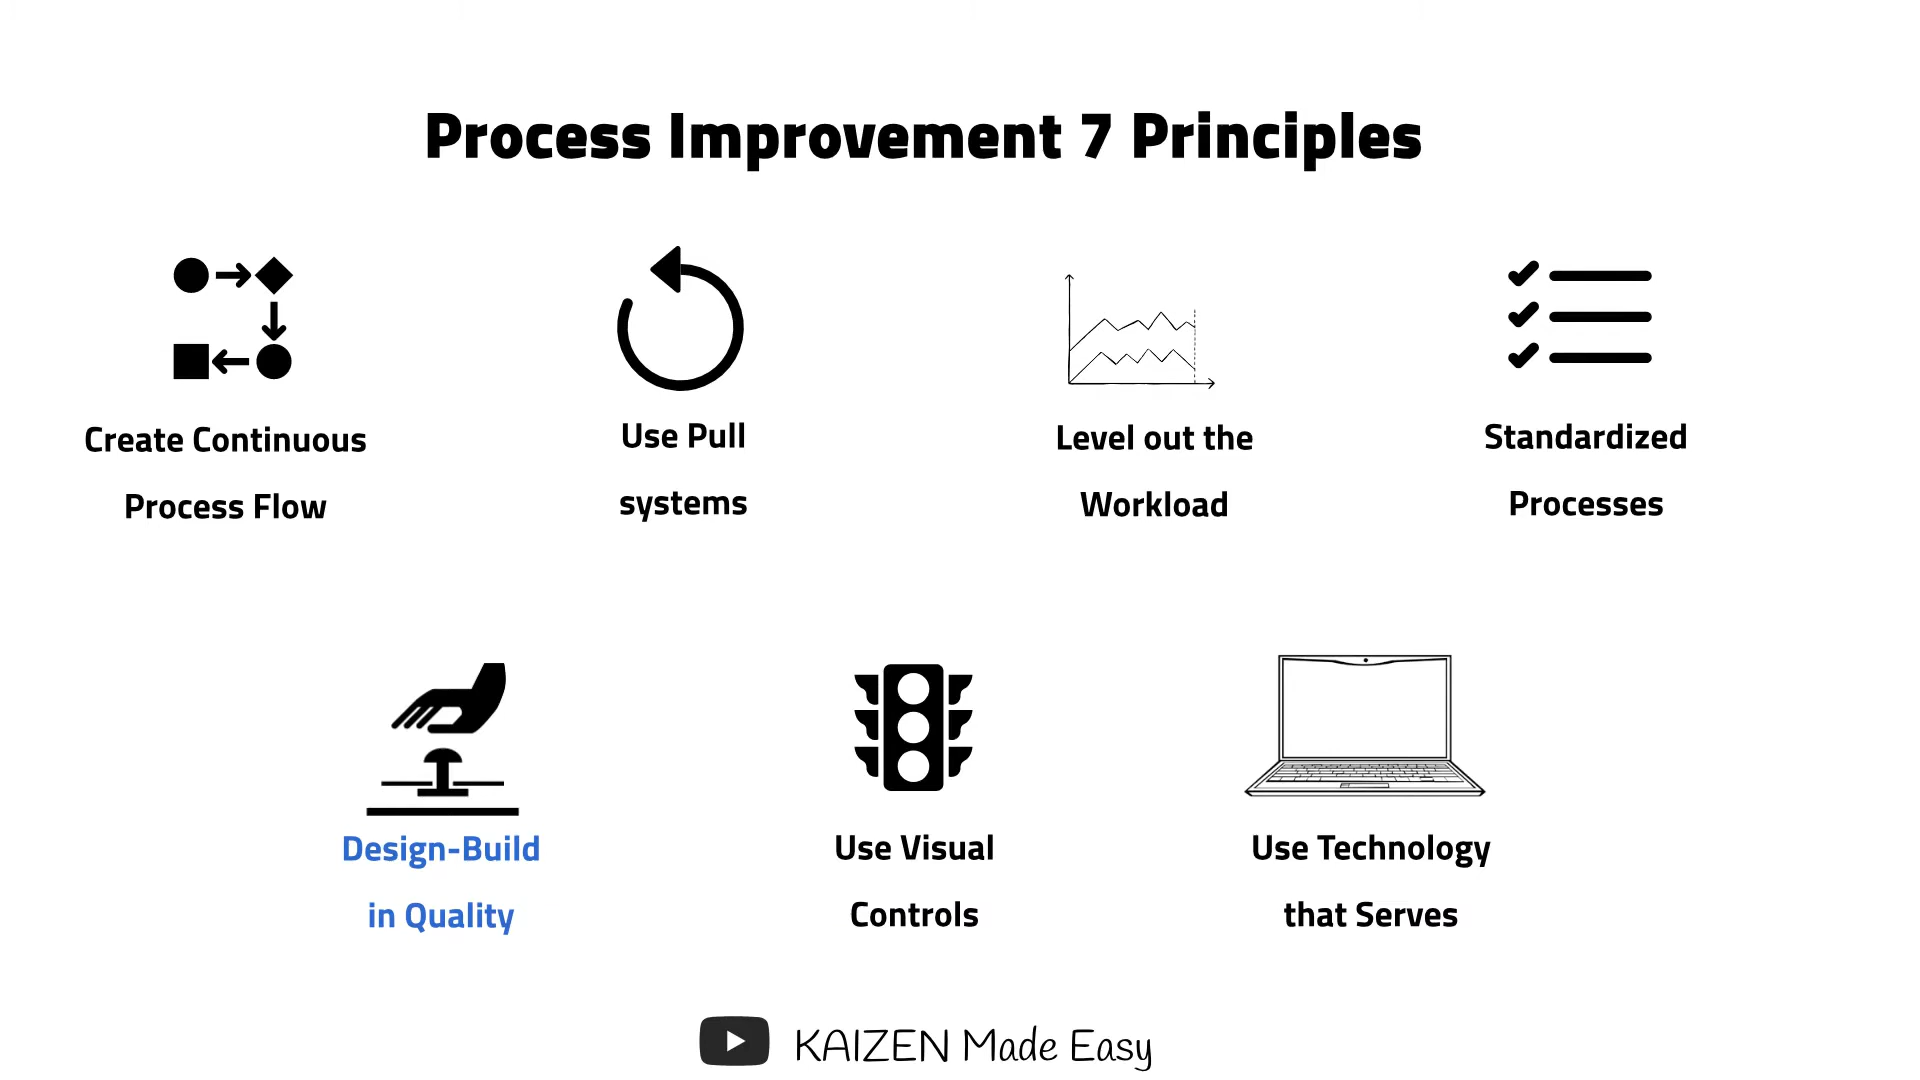 Process Improvement 7 Principles
Create Continuous
Process Flow
Use Pull
systems
Level out the
Workload
Standardized
Processes
Design-Build
in Quality
Use Visual
Controls
Use Technology
that Serves
KAIZEN Made Easy